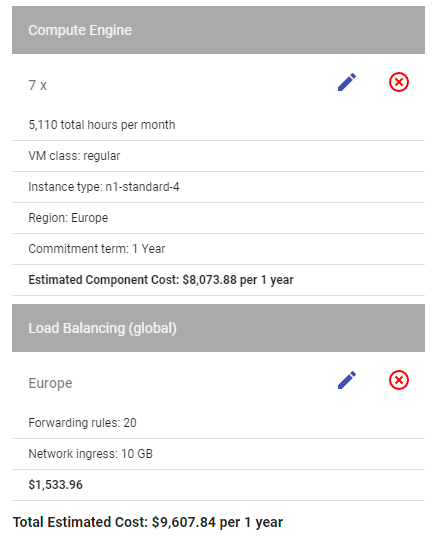 Compute Engine
7 x
5,110 total hours per month
VM class: regular
Instance type: n1-standard-4
Region: Europe
Commitment term: 1 Year
Estimated Component Cost: $8,073.88 per 1 year
Load Balancing (global)
Europe
Forwarding rules: 20
Network ingress: 10 GB
$1,533.96
Total Estimated Cost: $9,607.84 per 1 year